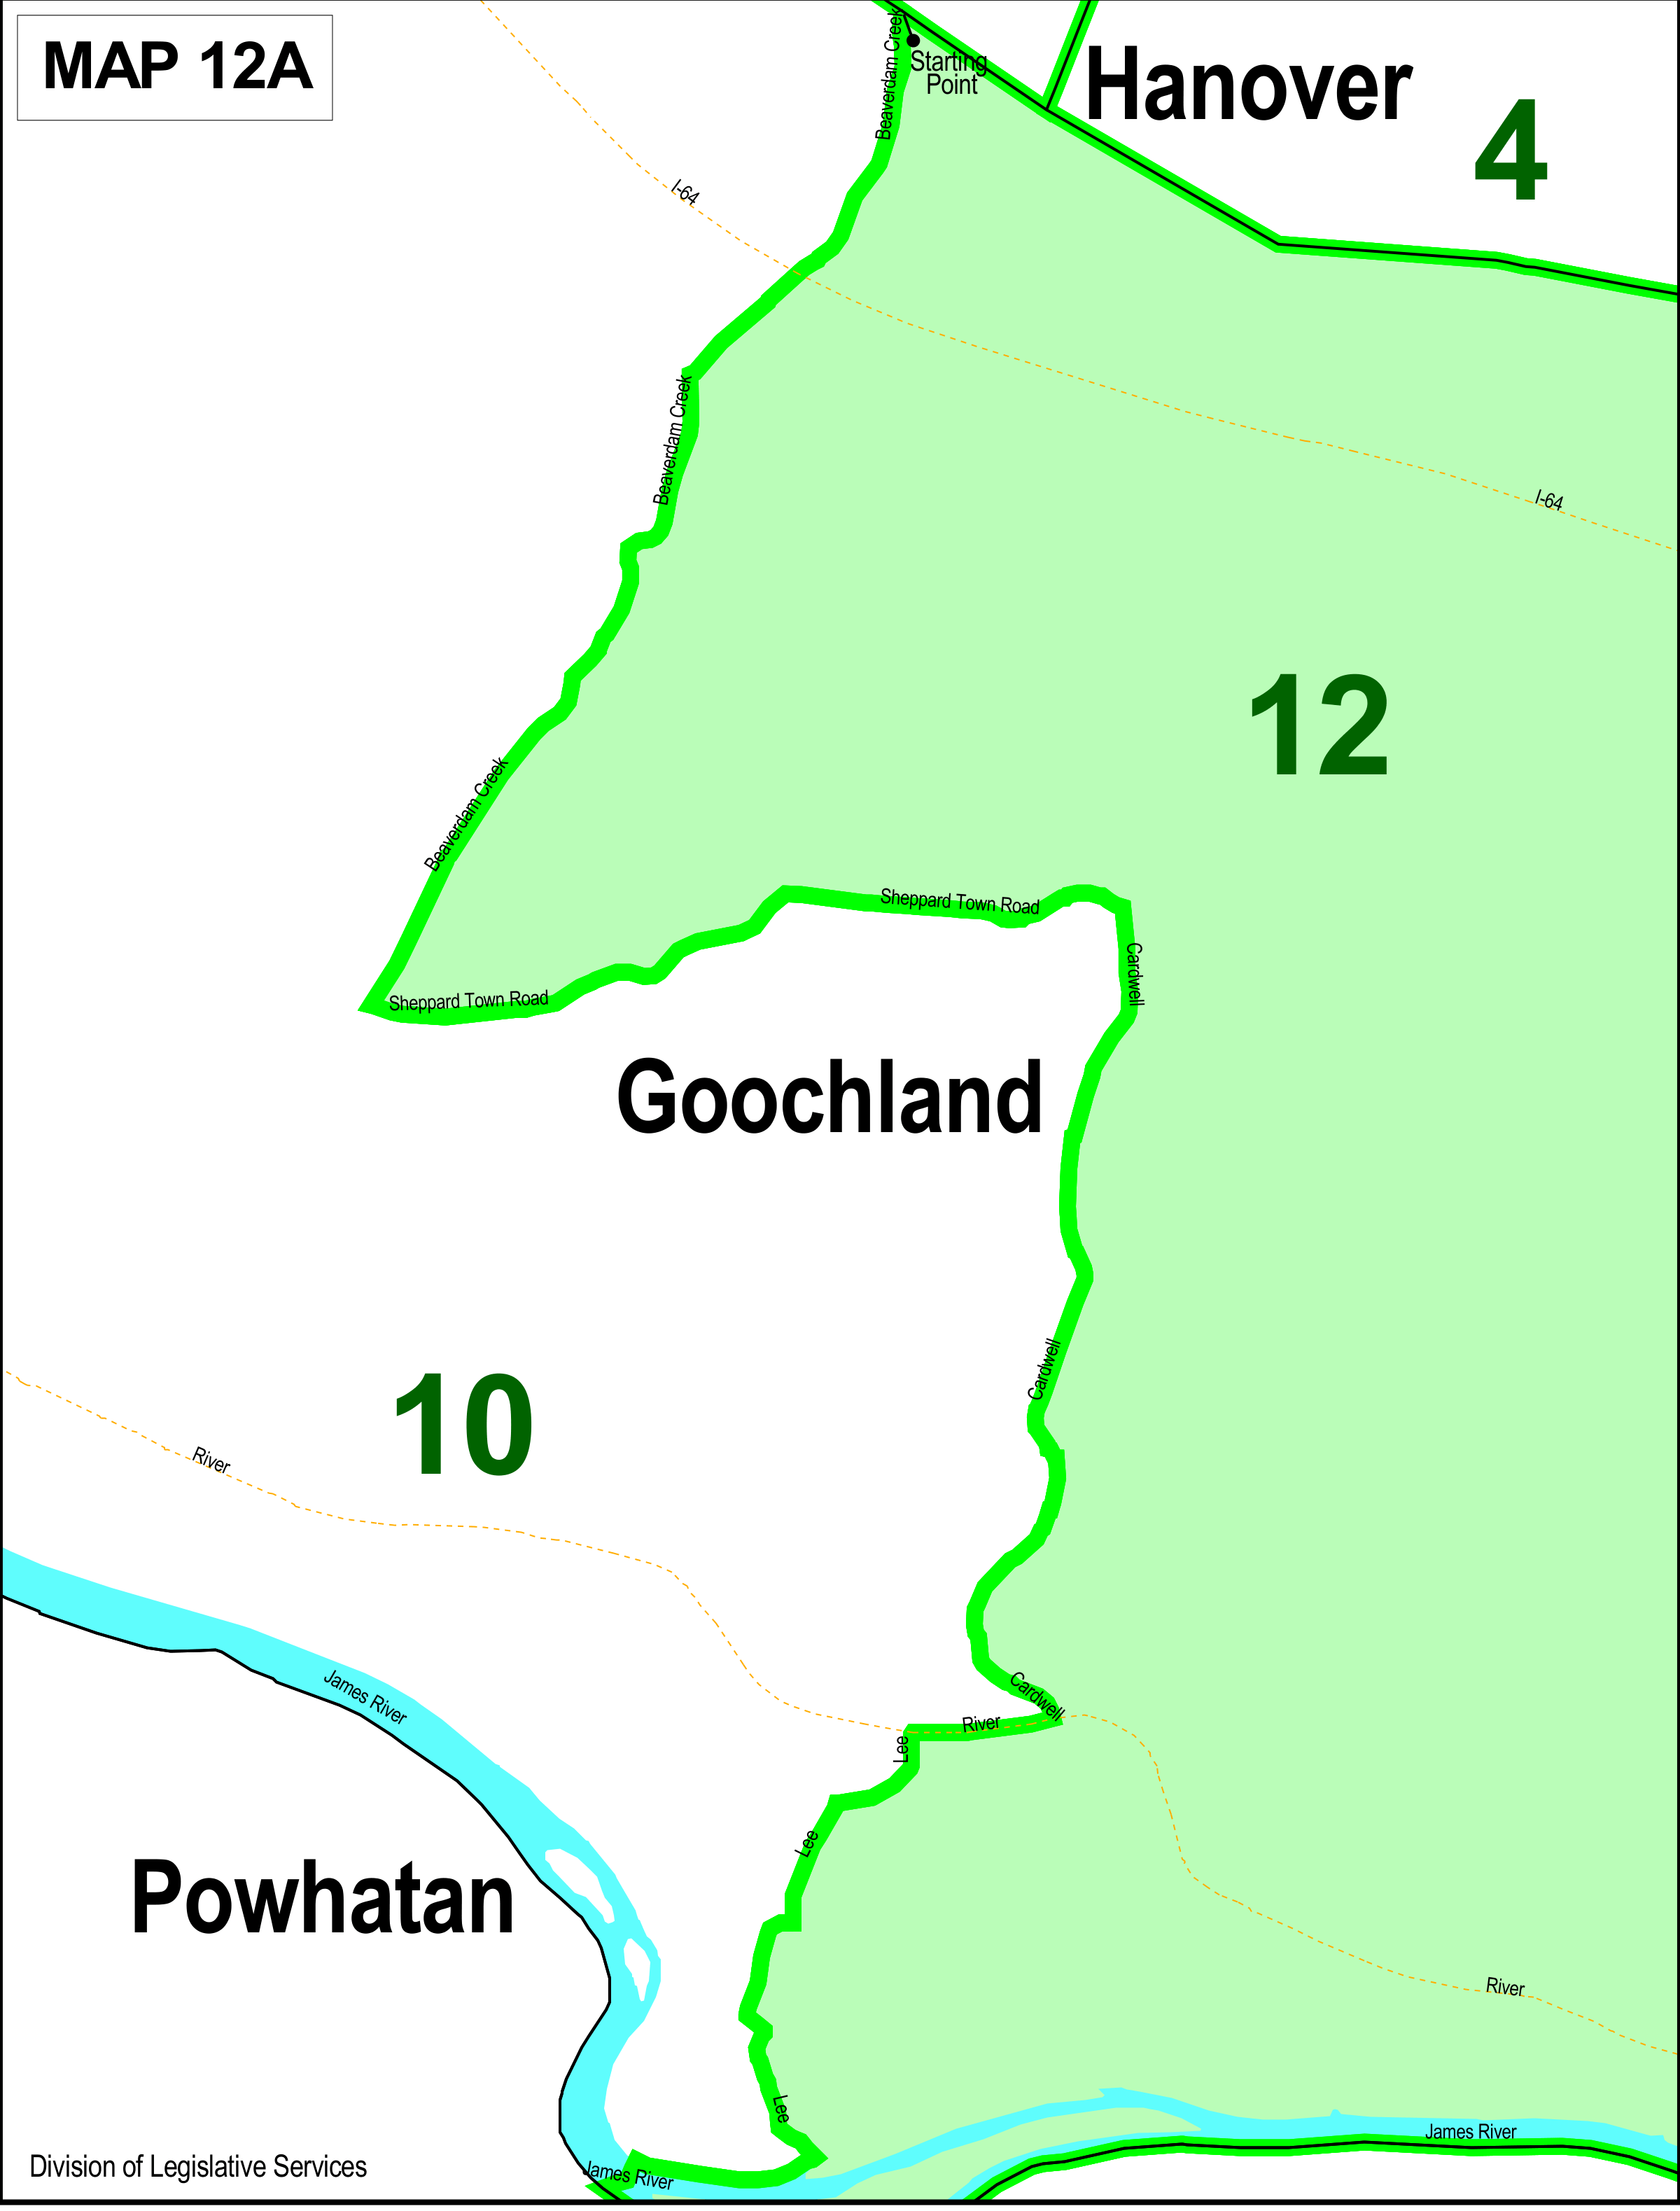 MAP 12A
Beaverdam Creek
Starting
Point
Hanover
4
I-64
Beaverdam Creek
I-64
12
Beaverdam Creek
Sheppard Town Road
Cardwell
Sheppard Town Road
Goochland
Cardwell
10
River
Cardwell
James River
River
Lee
Lee
Powhatan
River
Lee
James River
Division of Legislative Services
James River